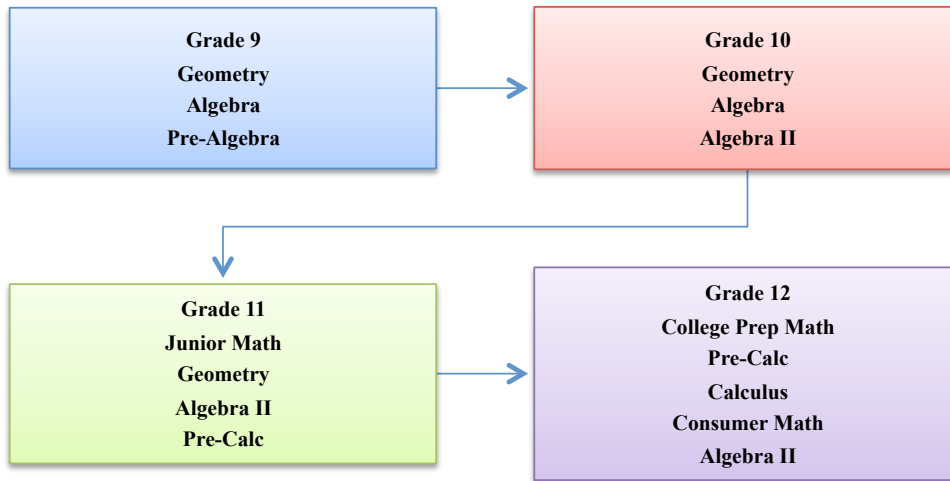 Grade 9
Geometry
Algebra
Pre-Algebra
Grade 10
Geometry
Algebra
Algebra II
Grade 11
Junior Math
Geometry
Algebra II
Pre-Calc
Grade 12
College Prep Math
Pre-Calc
Calculus
Consumer Math
Algebra II